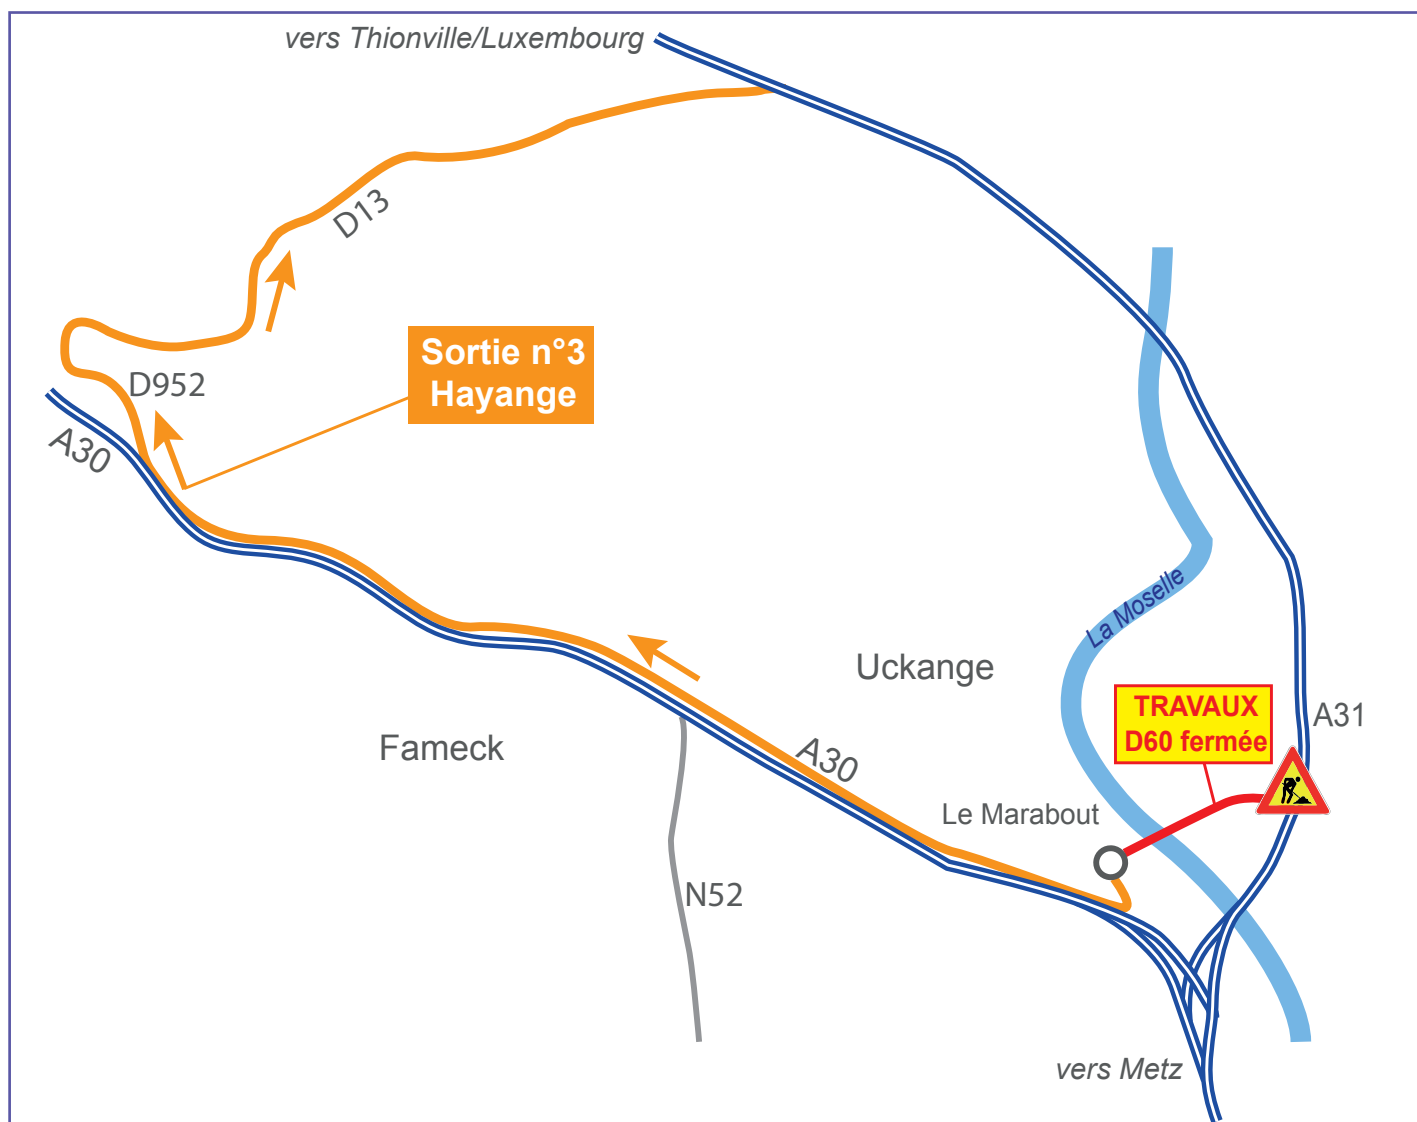 vers Thionville/Luxembourg
D13
Sortie n°3
Hayange
D952
A30
La Moselle
Uckange
TRAVAUX
D60 fermée
A31
Fameck
A30
Le Marabout
N52
vers Metz